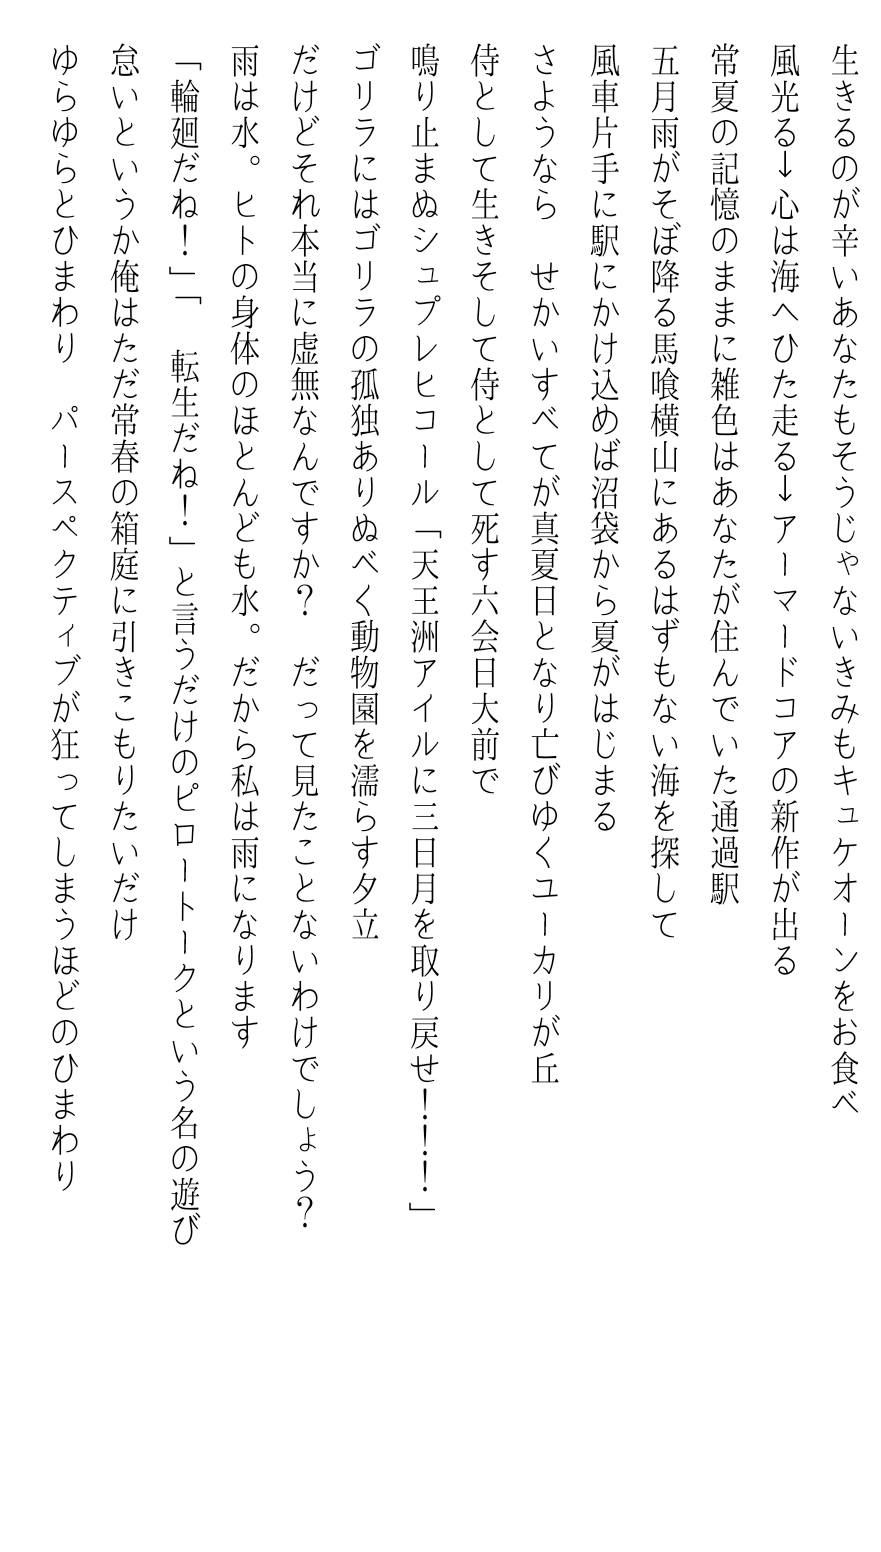 生きるのが辛いあなたもそうじゃないきみもキュケオーンをお食べ
風光る→心は海へひた走る→アーマードコアの新作が出る
常夏の記憶のままに雑色はあなたが住んでいた通過駅
五月雨がそぼ降る馬喰横山にあるはずもない海を探して
風車片手に駅にかけ込めば沼袋から夏がはじまる
さようなら　せかいすべてが真夏日となり亡びゆくユーカリが丘
侍として生きそして侍として死す六会日大前で
鳴り止まぬシュプレヒコール「天王洲アイルに三日月を取り戻せ！！！」
ゴリラにはゴリラの孤独ありぬべく動物園を濡らす夕立
だけどそれ本当に虚無なんですか？　だって見たことないわけでしょう？
雨は水。ヒトの身体のほとんども水。だから私は雨になります
「輪廻だね！」「　転生だね！」と言うだけのピロートークという名の遊び
怠いというか俺はただ常春の箱庭に引きこもりたいだけ
ゆらゆらとひまわり　パースペクティブが狂ってしまうほどのひまわり